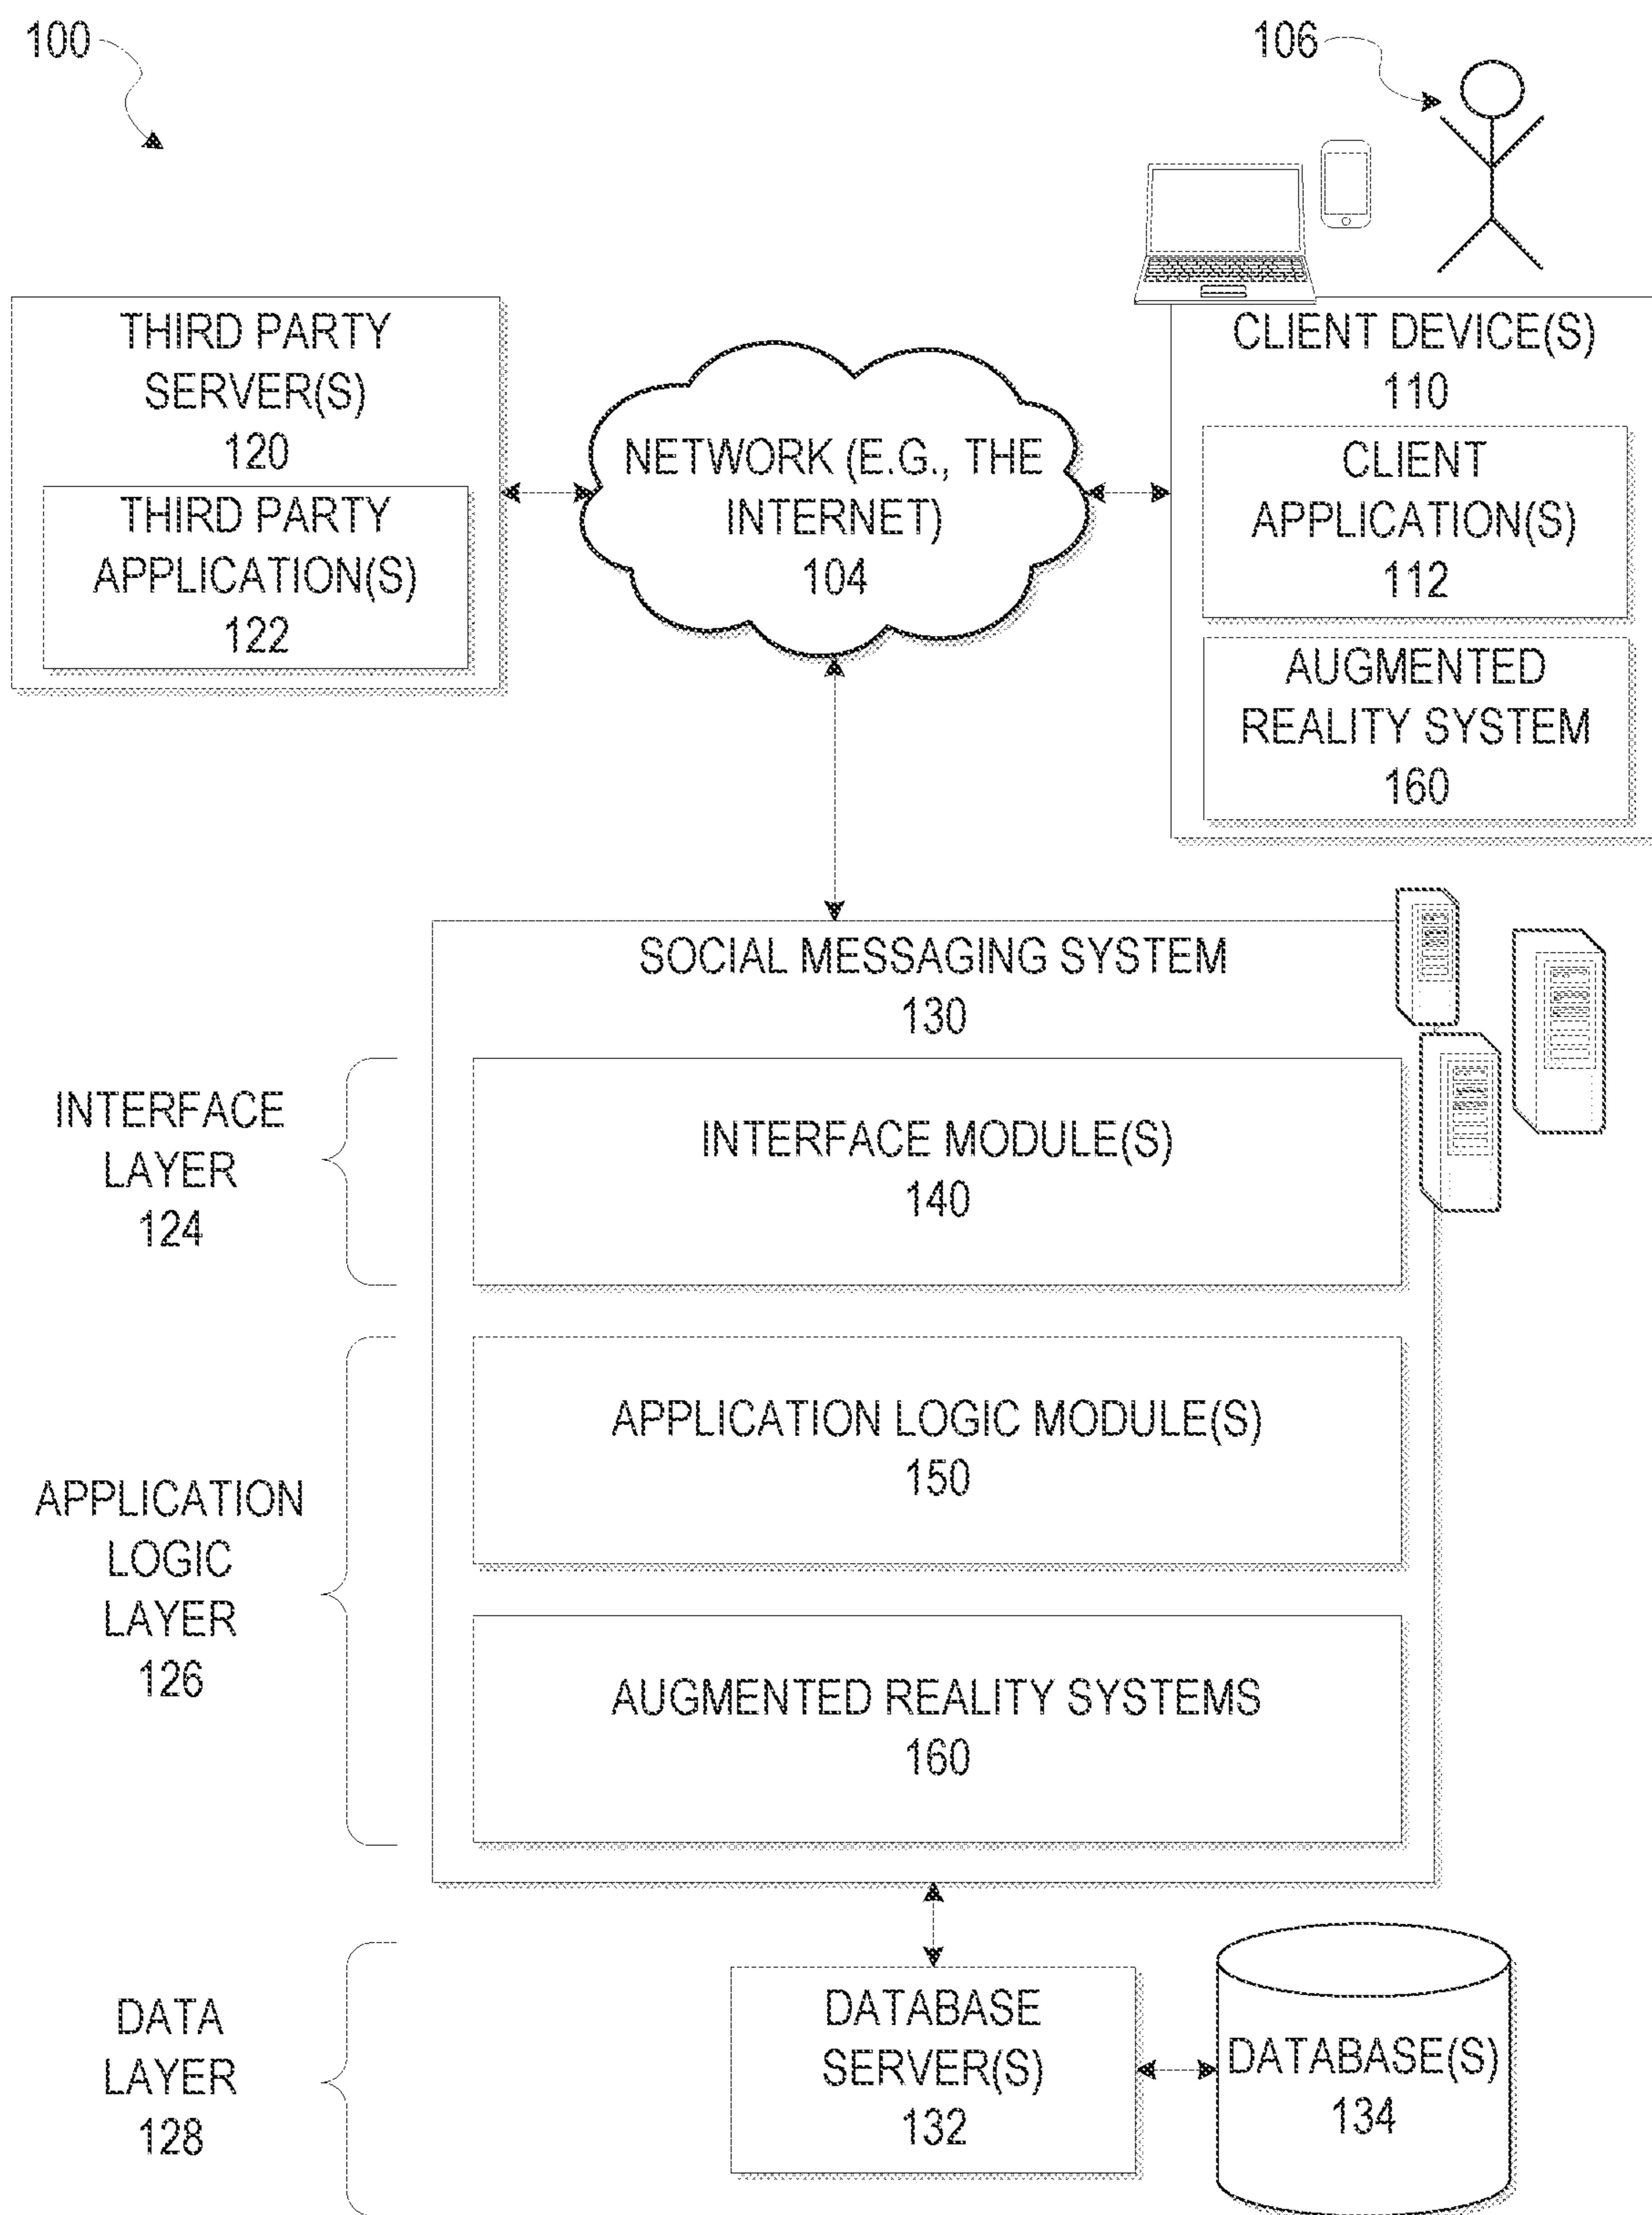 100
106
THIRD PARTY
SERVER(S)
120
THIRD PARTY
APPLICATION(S)
122
NETWORK (E.G., THE
INTERNET)
104
CLIENT DEVICE(S)
110
CLIENT
APPLICATION(S)
112
AUGMENTED
REALITY SYSTEM
160
SOCIAL MESSAGING SYSTEM
130
INTERFACE
LAYER
124
INTERFACE MODULE(S)
140
APPLICATION
LOGIC
LAYER
126
APPLICATION LOGIC MODULE(S)
150
AUGMENTED REALITY SYSTEMS
160
DATA
LAYER
128
DATABASE
SERVER(S)
132
DATABASE(S)
134